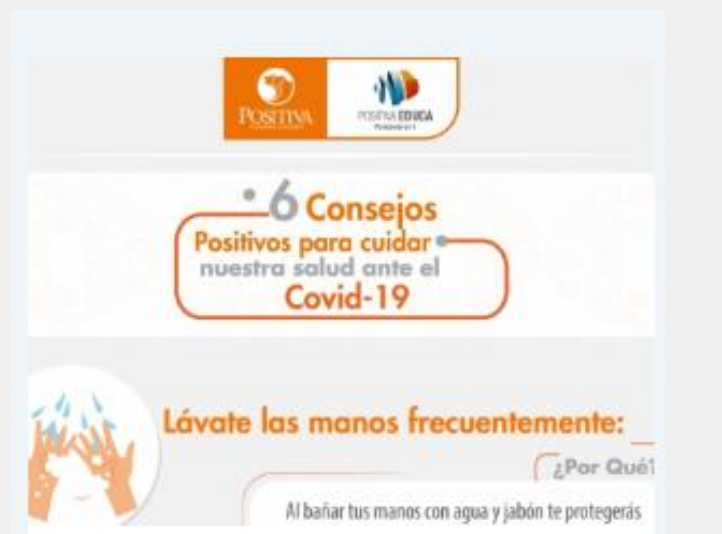 POSITIVA
POSITIVA EDUCA
6 Consejos
Positivos para cuidar
nuestra salud ante el
Covid-19
Lávate las manos frecuentemente:
¿Por Qué?
Al bañar tus manos con agua y jabón te protegerás